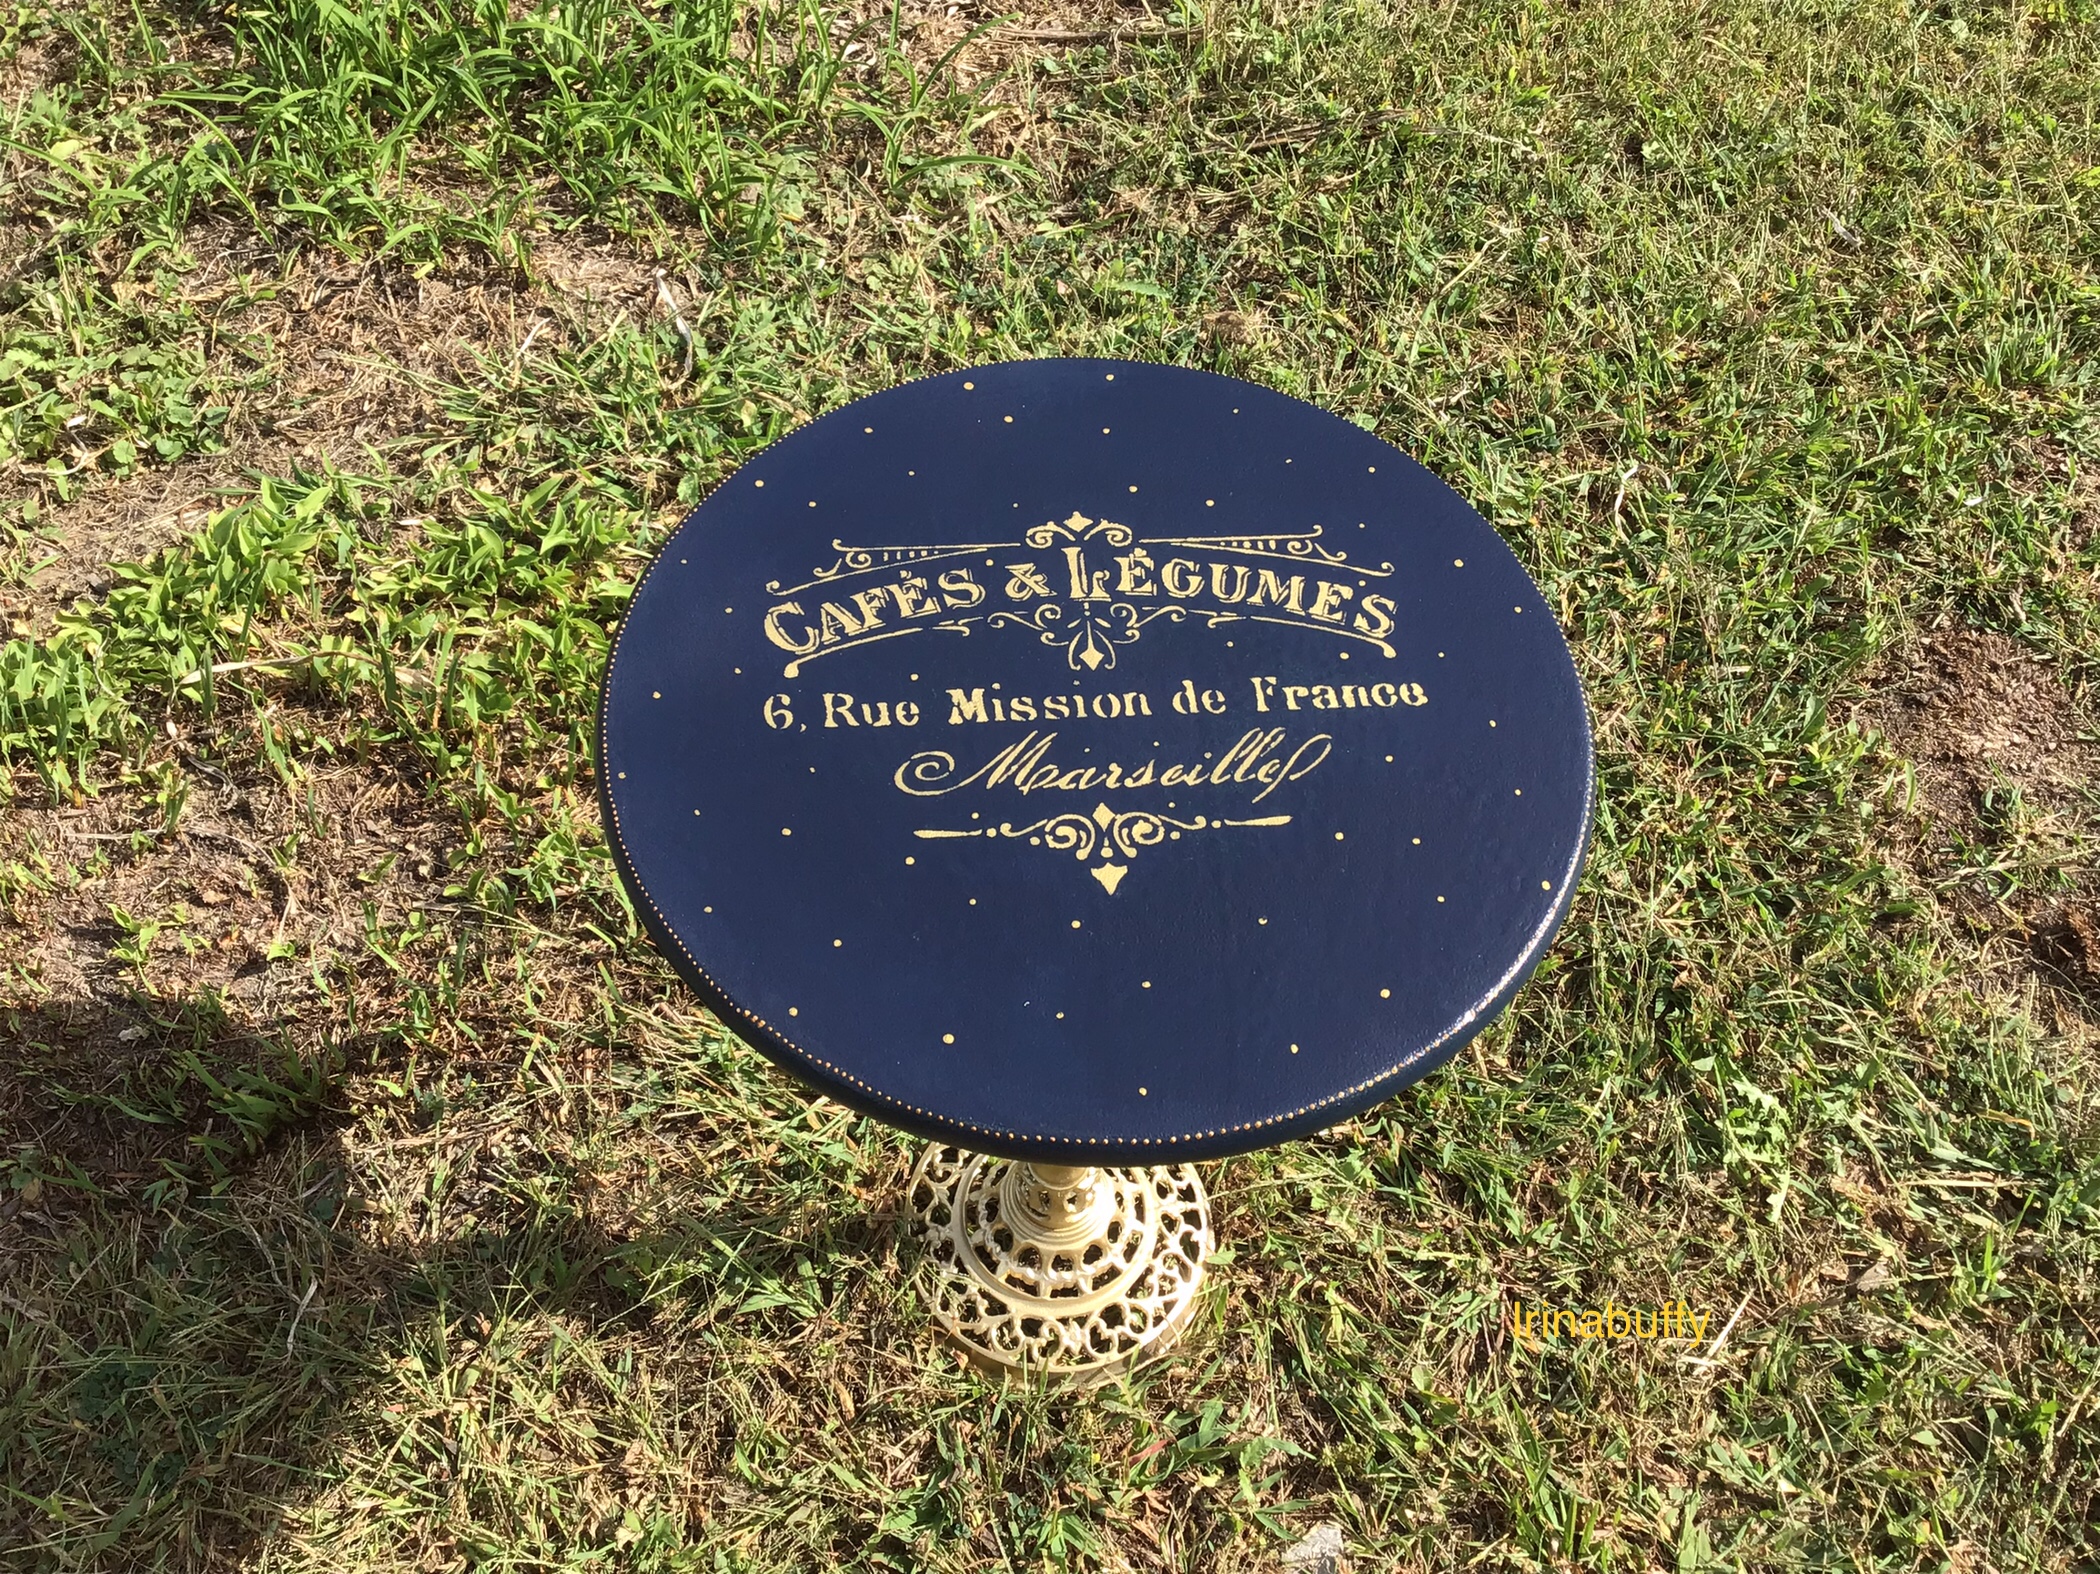 CAFÉS & LÉGUMES
6, Rue Mission de France
Marseille
Irinabuffy